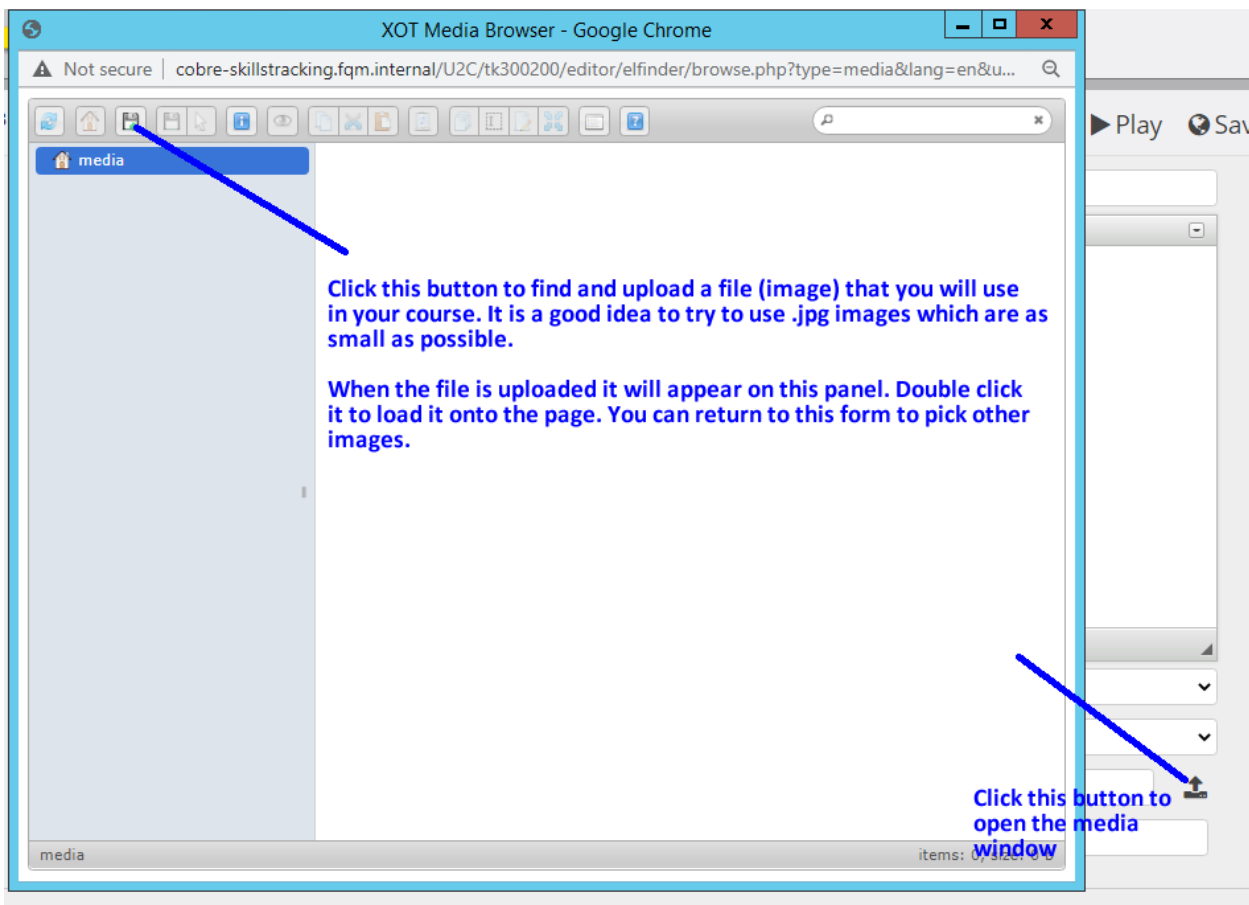 XOT Media Browser - Google Chrome
Not secure | cobre-skillstracking.fqm.internal/U2C/tk300200/editor/elfinder/browse.php?type=media&lang=en&u...
Play Sav
media
Click this button to find and upload a file (image) that you will use
in your course. It is a good idea to try to use .jpg images which are as
small as possible.
When the file is uploaded it will appear on this panel. Double click
it to load it onto the page. You can return to this form to pick other
images.
Click this button to
open the media
window
media
items: 0, size: 0 B